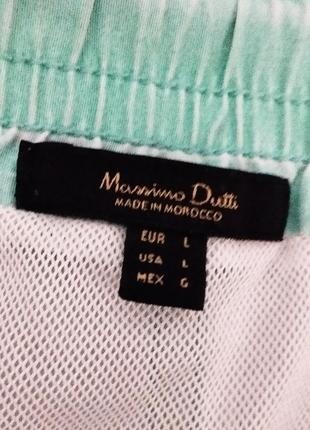 Massimo Dutti
MADE IN MOROCCO
EUR L
USA L
MEX G